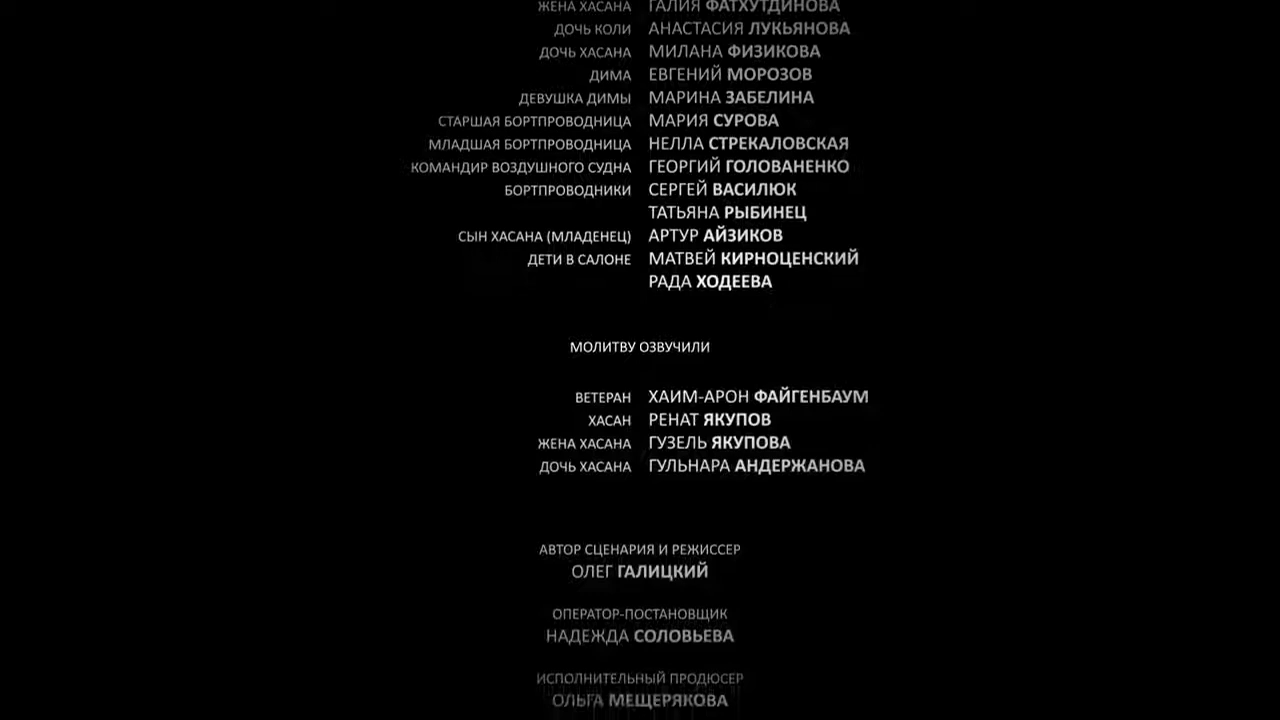 ЖЕНА ХАСАНА ГАЛИЯ ФАТХУТДИНОВА
ДОЧЬ КОЛИ АНАСТАСИЯ ЛУКЬЯНОВА
ДОЧЬ ХАСАНА МИЛАНА ФИЗИКОВА
ДИМА ЕВГЕНИЙ МОРОЗОВ
ДЕВУШКА ДИМЫ МАРИНА ЗАБЕЛИНА
СТАРШАЯ БОРТПРОВОДНИЦА МАРИЯ СУРОВА
МЛАДШАЯ БОРТПРОВОДНИЦА НЕЛЛА СТРЕКАЛОВСКАЯ
КОМАНДИР ВОЗДУШНОГО СУДНА ГЕОРГИЙ ГОЛОВАНЕНКО
БОРТПРОВОДНИКИ СЕРГЕЙ ВАСИЛЮК
ТАТЬЯНА РЫБИНЕЦ
СЫН ХАСАНА (МЛАДЕНЕЦ) АРТУР АЙЗИКОВ
ДЕТИ В САЛОНЕ МАТВЕЙ КИРНОЦЕНСКИЙ
РАДА ХОДЕЕВА
МОЛИТВУ ОЗВУЧИЛИ
ВЕТЕРАН ХАИМ-АРОН ФАЙГЕНБАУМ
ХАСАН РЕНАТ ЯКУПОВ
ЖЕНА ХАСАНА ГУЗЕЛЬ ЯКУПОВА
ДОЧЬ ХАСАНА ГУЛЬНАРА АНДЕРЖАНОВА
АВТОР СЦЕНАРИЯ И РЕЖИССЕР
ОЛЕГ ГАЛИЦКИЙ
ОПЕРАТОР-ПОСТАНОВЩИК
НАДЕЖДА СОЛОВЬЕВА
ИСПОЛНИТЕЛЬНЫЙ ПРОДЮСЕР
ОЛЬГА МЕЩЕРЯКОВА